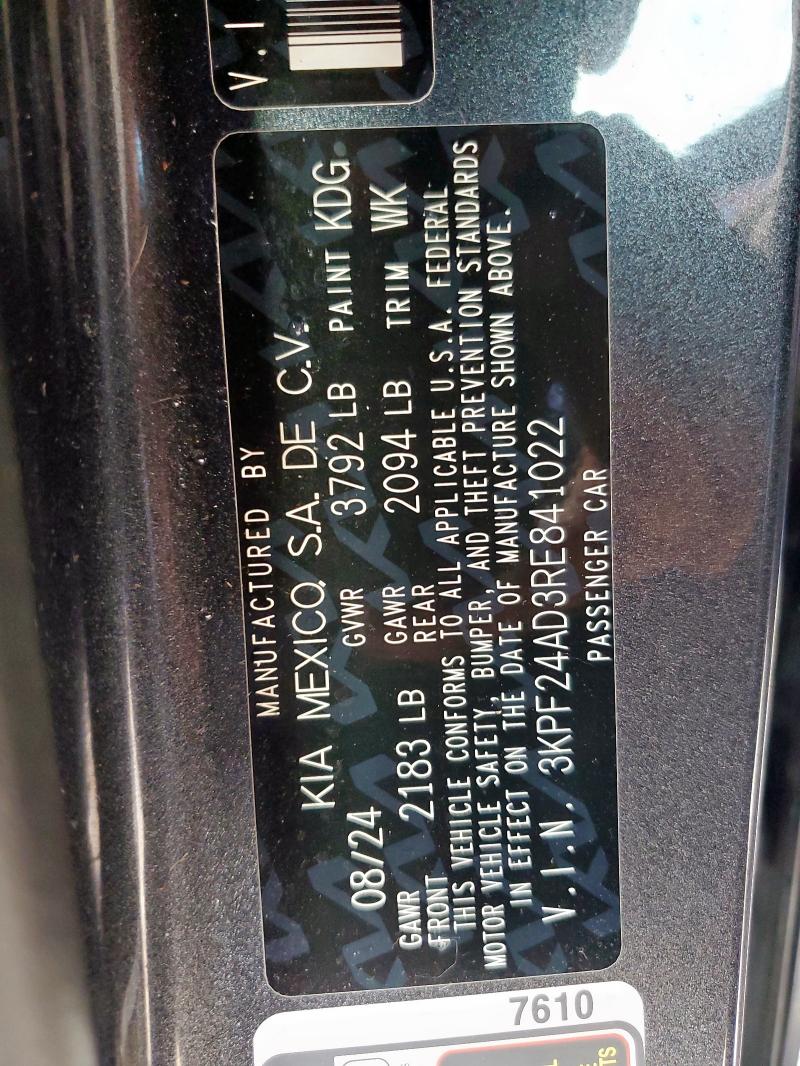 V.I
MANUFACTURED BY
KIA MEXICO, S.A. DE C.V.
08/24 GVWR 3792 LB PAINT KDG
GAWR FRONT 2183 LB GAWR REAR 2094 LB TRIM WK
THIS VEHICLE CONFORMS TO ALL APPLICABLE U.S.A. FEDERAL
MOTOR VEHICLE SAFETY, BUMPER, AND THEFT PREVENTION STANDARDS
IN EFFECT ON THE DATE OF MANUFACTURE SHOWN ABOVE.
V.I.N. 3KPF24AD3RE841022
PASSENGER CAR
7610